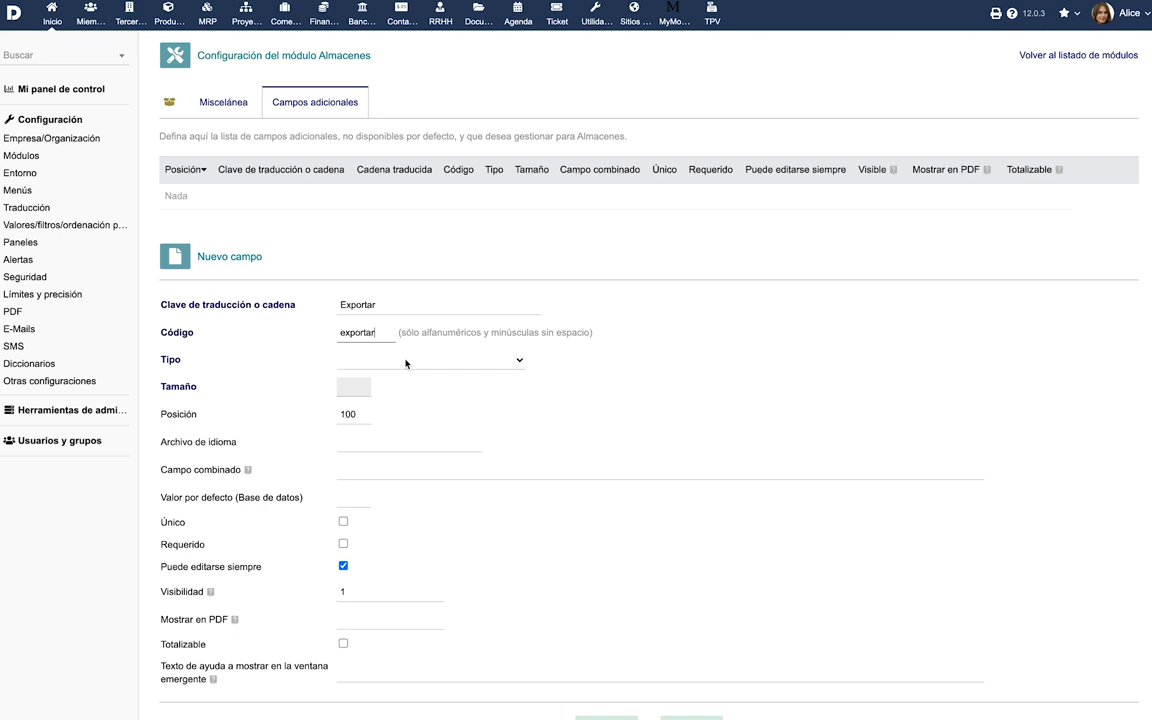 D
Inicio Miem... Tercer... Produ... MRP Proye... Come... Finan... Banc... Conta... RRHH Docu... Agenda Ticket Utilida... Sitios ... MyMo... TPV 12.0.3 Alice
Buscar
Mi panel de control
Configuración
Empresa/Organización
Módulos
Entorno
Menús
Traducción
Valores/filtros/ordenación p...
Paneles
Alertas
Seguridad
Límites y precisión
PDF
E-Mails
SMS
Diccionarios
Otras configuraciones
Herramientas de admi...
Usuarios y grupos
Configuración del módulo Almacenes
Volver al listado de módulos
Miscelánea Campos adicionales
Defina aquí la lista de campos adicionales, no disponibles por defecto, y que desea gestionar para Almacenes.
Posición Clave de traducción o cadena Cadena traducida Código Tipo Tamaño Campo combinado Único Requerido Puede editarse siempre Visible Mostrar en PDF Totalizable
Nada
Nuevo campo
Clave de traducción o cadena Exportar
Código exportar (sólo alfanuméricos y minúsculas sin espacio)
Tipo
Tamaño
Posición 100
Archivo de idioma
Campo combinado
Valor por defecto (Base de datos)
Único
Requerido
Puede editarse siempre
Visibilidad 1
Mostrar en PDF
Totalizable
Texto de ayuda a mostrar en la ventana
emergente